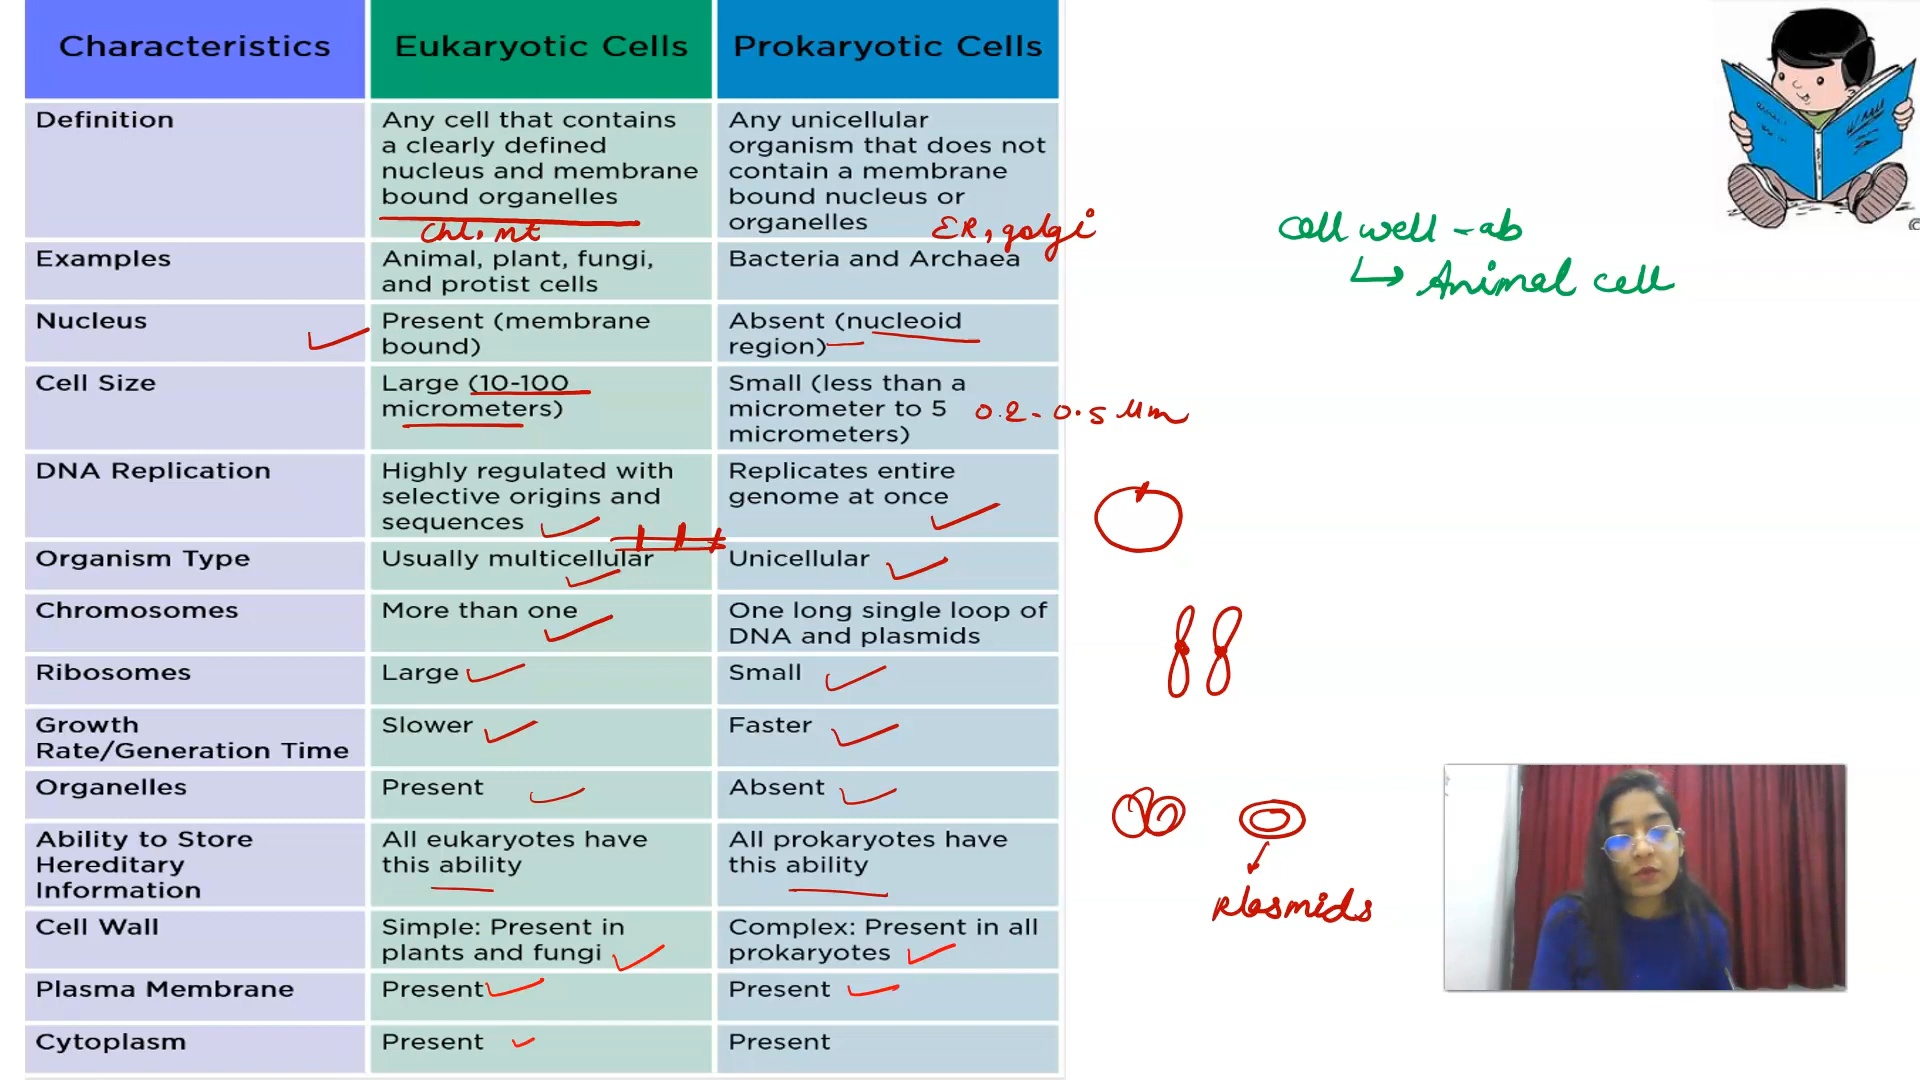 Characteristics
Eukaryotic Cells
Prokaryotic Cells
Definition
Any cell that contains
a clearly defined
nucleus and membrane
bound organelles
Chl, mt
Any unicellular
organism that does not
contain a membrane
bound nucleus or
organelles
ER, golgi
Examples
Animal, plant, fungi,
and protist cells
Bacteria and Archaea
Nucleus
Present (membrane
bound)
Absent (nucleoid
region)
Cell Size
Large (10-100
micrometers)
Small (less than a
micrometer to 5
micrometers)
0.2 - 0.5 μm
DNA Replication
Highly regulated with
selective origins and
sequences
Replicates entire
genome at once
Organism Type
Usually multicellular
Unicellular
Chromosomes
More than one
One long single loop of
DNA and plasmids
Ribosomes
Large
Small
Growth
Rate/Generation Time
Slower
Faster
Organelles
Present
Absent
Ability to Store
Hereditary
Information
All eukaryotes have
this ability
All prokaryotes have
this ability
Cell Wall
Simple: Present in
plants and fungi
Complex: Present in all
prokaryotes
Plasma Membrane
Present
Present
Cytoplasm
Present
Present
Cell well - ab
Animal cell
Plasmids
©